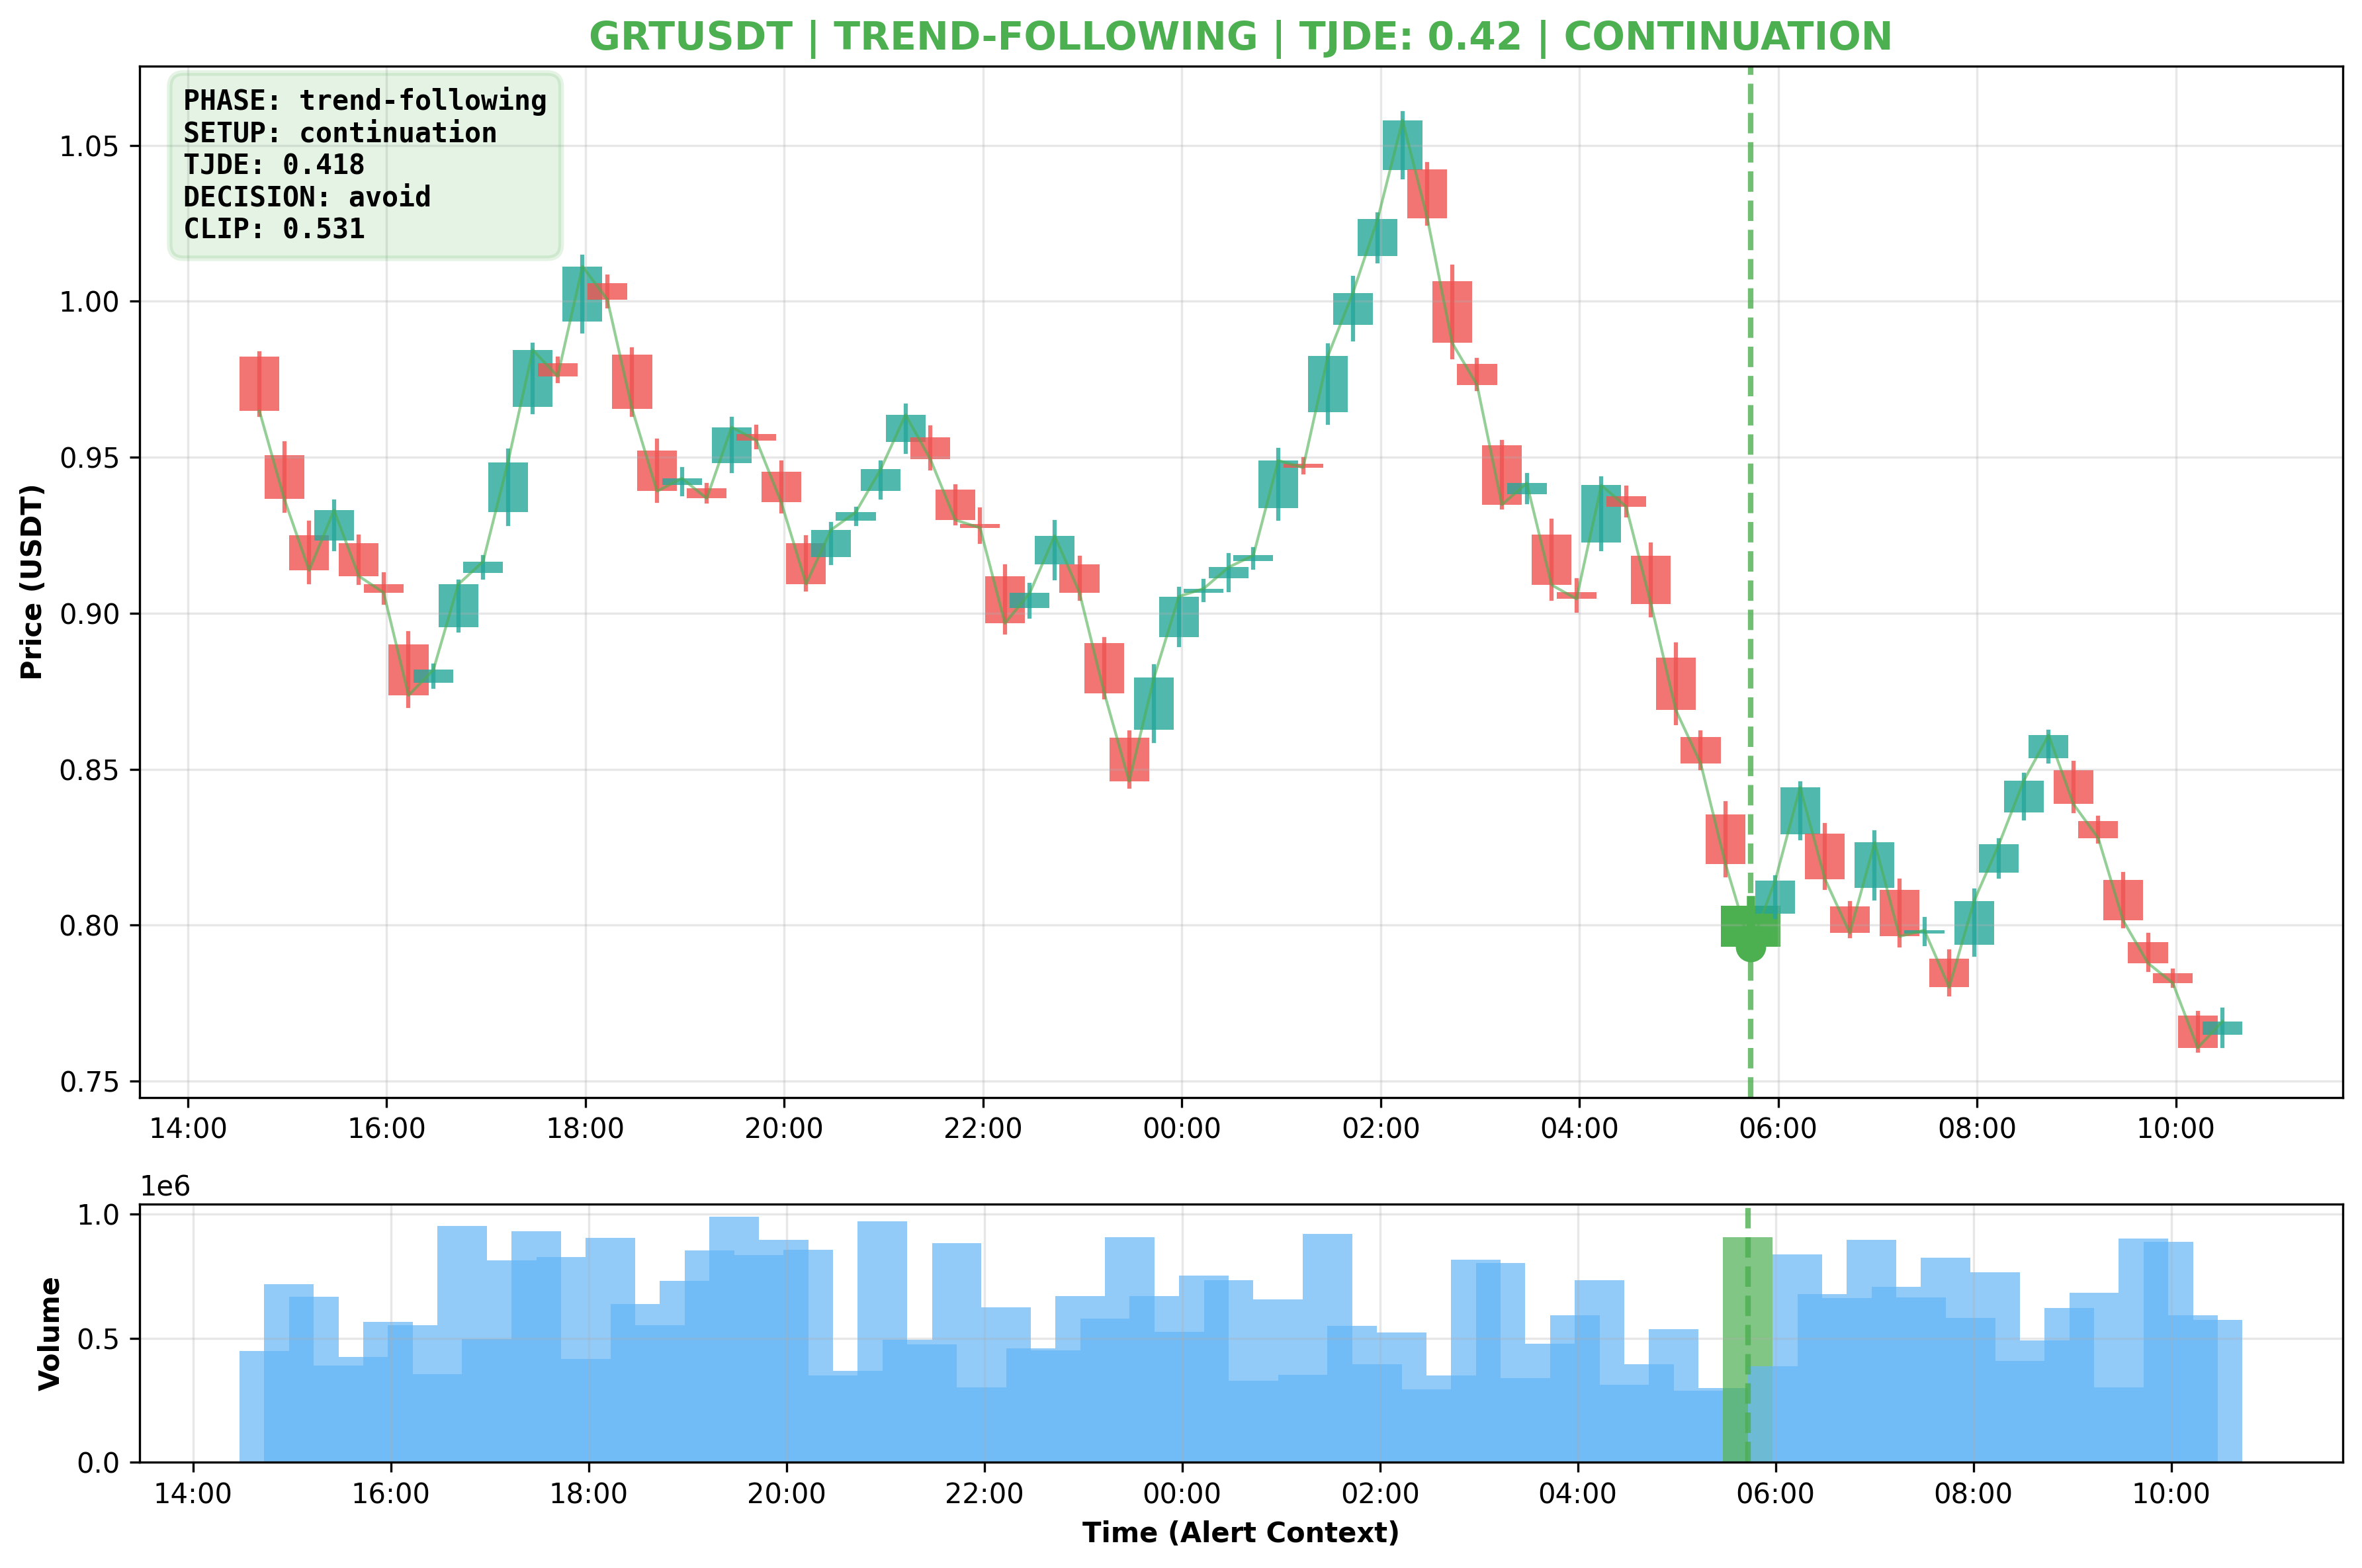 GRTUSDT | TREND-FOLLOWING | TJDE: 0.42 | CONTINUATION
PHASE: trend-following
SETUP: continuation
TJDE: 0.418
DECISION: avoid
CLIP: 0.531
Price (USDT)
1.05
1.00
0.95
0.90
0.85
0.80
0.75
14:00 16:00 18:00 20:00 22:00 00:00 02:00 04:00 06:00 08:00 10:00
1e6
Volume
1.0
0.5
0.0
14:00 16:00 18:00 20:00 22:00 00:00 02:00 04:00 06:00 08:00 10:00
Time (Alert Context)